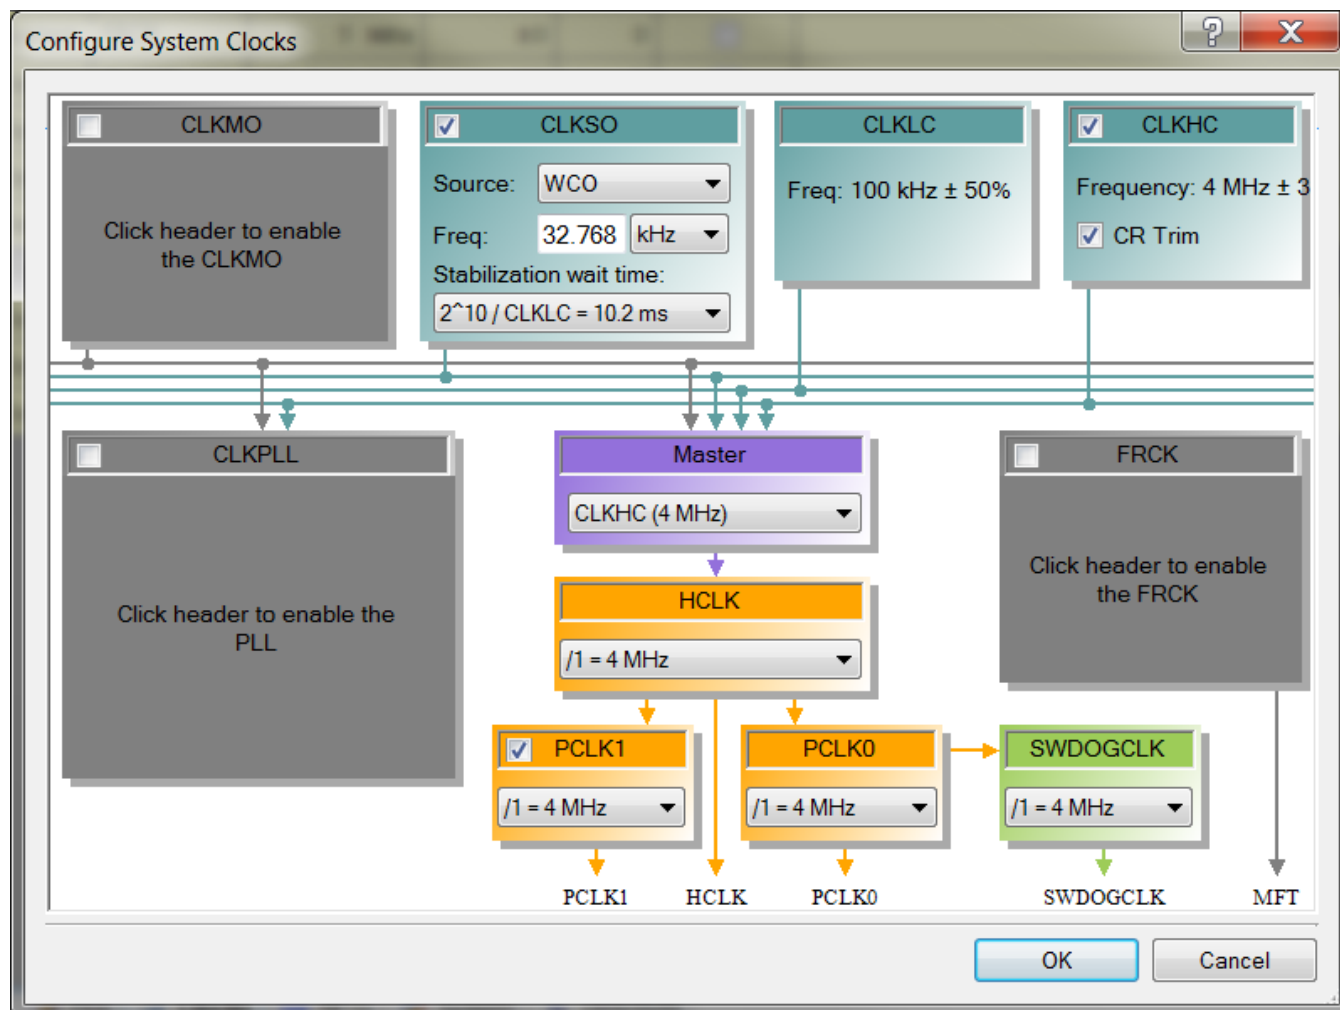 Configure System Clocks
CLKMO
Click header to enable
the CLKMO
CLKSO
Source: WCO
Freq: 32.768 kHz
Stabilization wait time:
2^10 / CLKLC = 10.2 ms
CLKLC
Freq: 100 kHz ± 50%
CLKHC
Frequency: 4 MHz ± 3
CR Trim
CLKPLL
Click header to enable the
PLL
Master
CLKHC (4 MHz)
HCLK
/1 = 4 MHz
FRCK
Click header to enable
the FRCK
PCLK1
/1 = 4 MHz
PCLK0
/1 = 4 MHz
SWDOGCLK
/1 = 4 MHz
PCLK1 HCLK PCLK0 SWDOGCLK MFT
OK Cancel